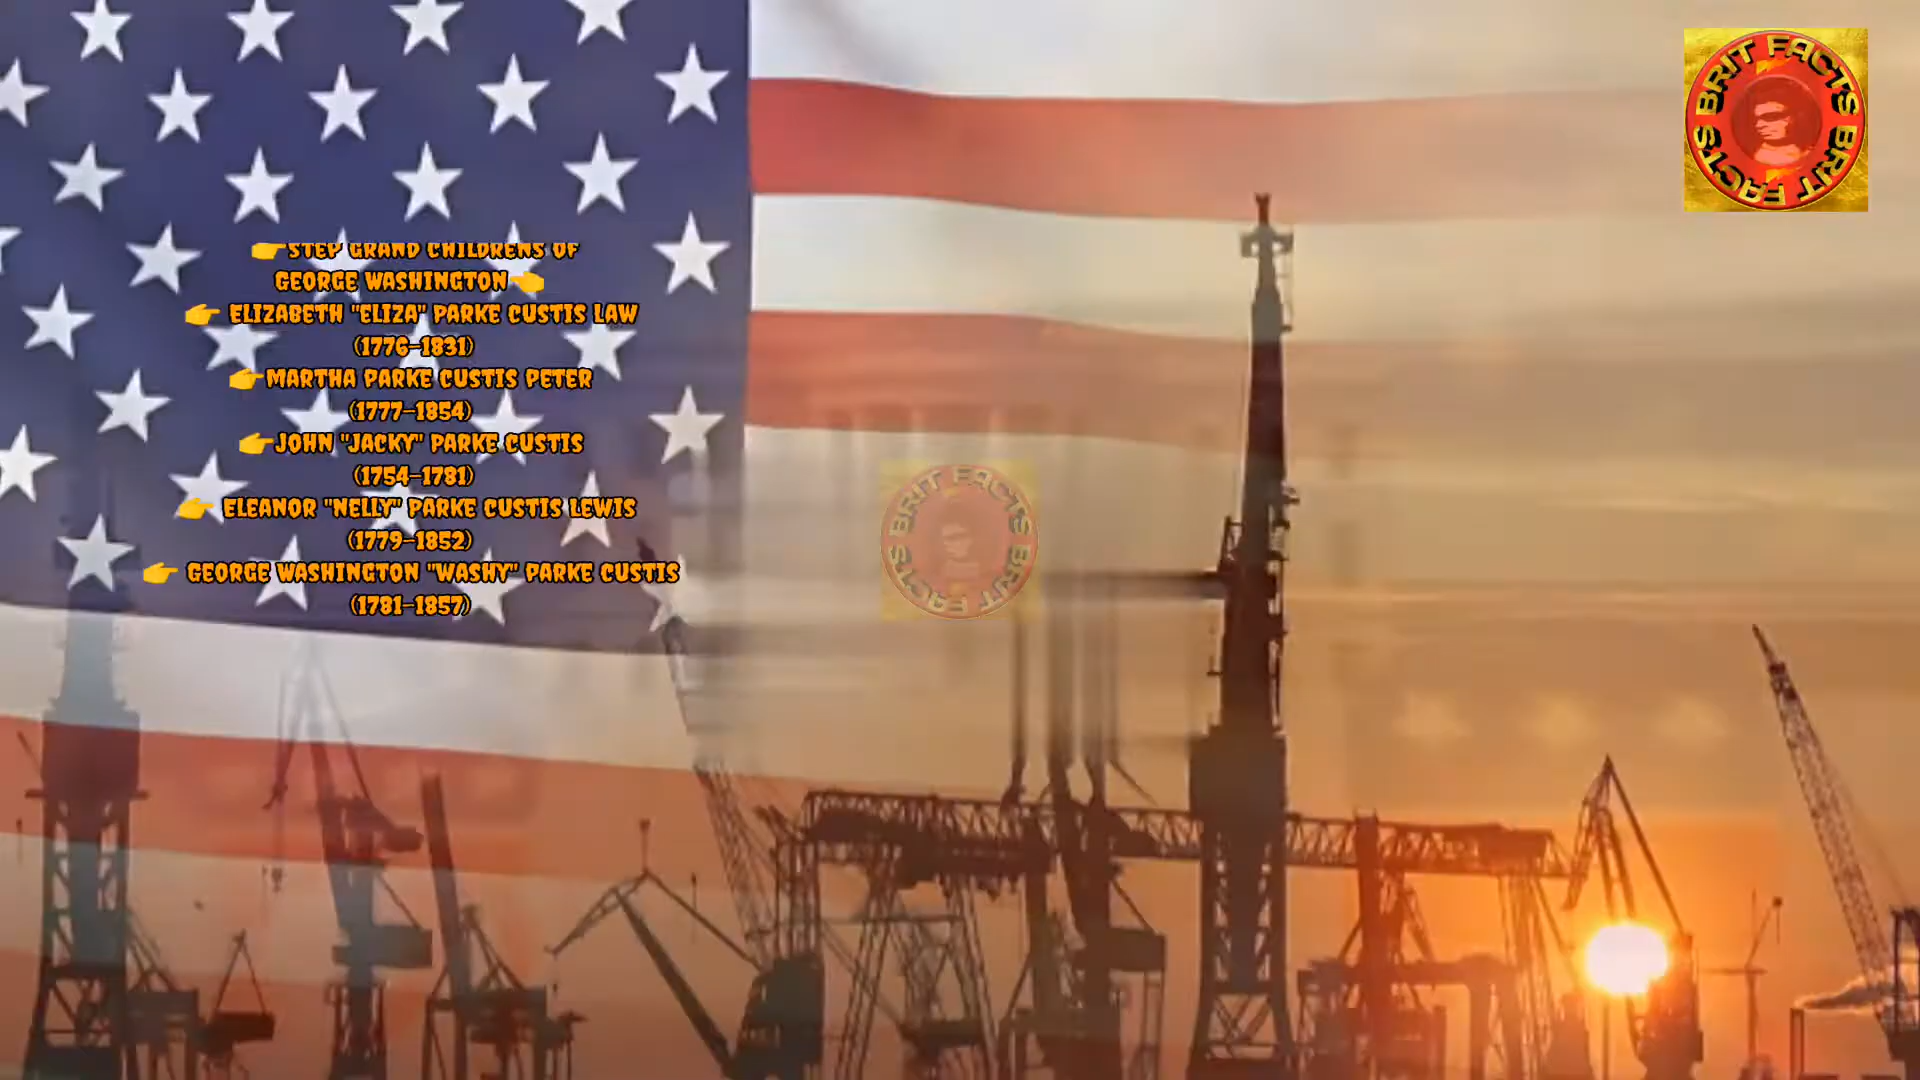 👉STEP GRAND CHILDRENS OF
GEORGE WASHINGTON👈
👉 ELIZABETH "ELIZA" PARKE CUSTIS LAW
(1776-1831)
👉MARTHA PARKE CUSTIS PETER
(1777-1854)
👉JOHN "JACKY" PARKE CUSTIS
(1754-1781)
👉 ELEANOR "NELLY" PARKE CUSTIS LEWIS
(1779-1852)
👉 GEORGE WASHINGTON "WASHY" PARKE CUSTIS
(1781-1857)
BRIT FACTS BRIT FACTS
BRIT FACTS BRIT FACTS